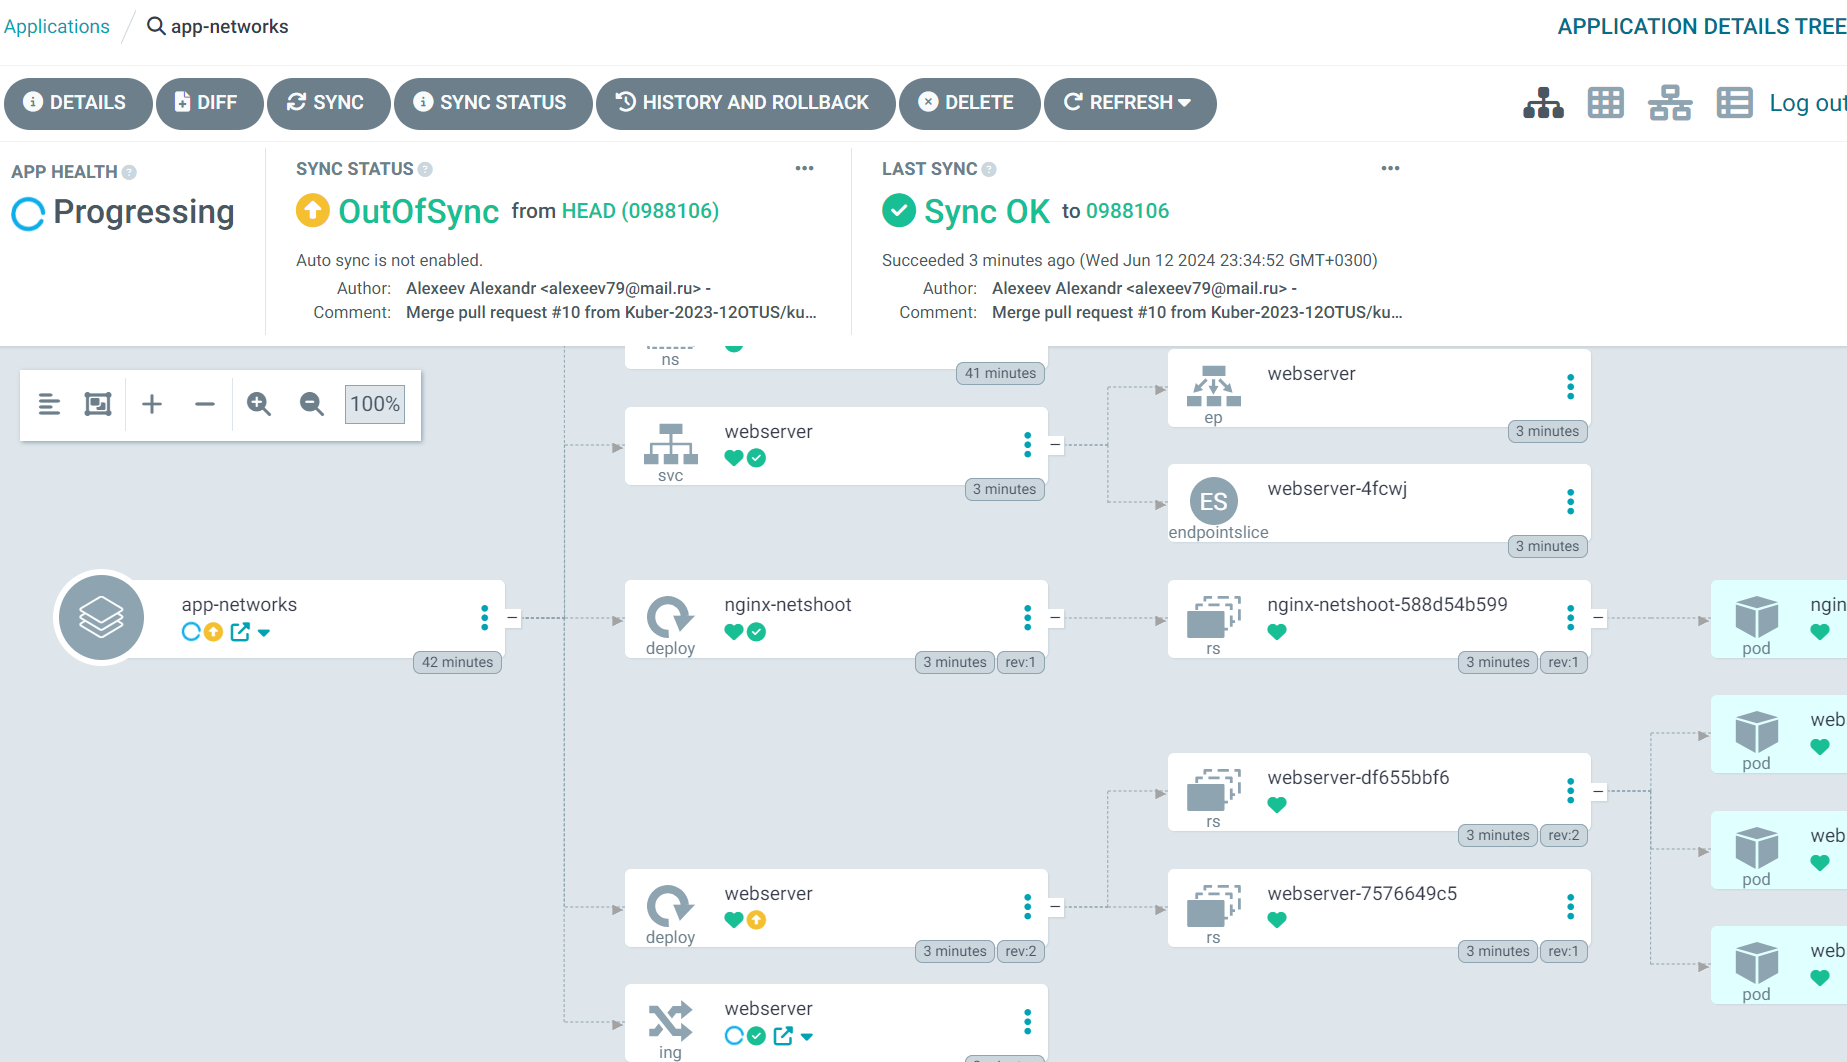 Applications
app-networks
APPLICATION DETAILS TREE
DETAILS
DIFF
SYNC
SYNC STATUS
HISTORY AND ROLLBACK
DELETE
REFRESH
Log out
APP HEALTH
Progressing
SYNC STATUS
OutOfSync from HEAD (0988106)
Auto sync is not enabled.
Author: Alexeev Alexandr <alexeev79@mail.ru> -
Comment: Merge pull request #10 from Kuber-2023-12OTUS/ku...
LAST SYNC
Sync OK to 0988106
Succeeded 3 minutes ago (Wed Jun 12 2024 23:34:52 GMT+0300)
Author: Alexeev Alexandr <alexeev79@mail.ru> -
Comment: Merge pull request #10 from Kuber-2023-12OTUS/ku...
100%
app-networks
42 minutes
ns
41 minutes
webserver
svc
3 minutes
webserver
ep
3 minutes
webserver-4fcwj
ES
endpointslice
3 minutes
nginx-netshoot
deploy
3 minutes rev:1
nginx-netshoot-588d54b599
rs
3 minutes rev:1
ngin
pod
webserver
deploy
3 minutes rev:2
webserver-df655bbf6
rs
3 minutes rev:2
webserver-7576649c5
rs
3 minutes rev:1
web
pod
web
pod
web
pod
webserver
ing